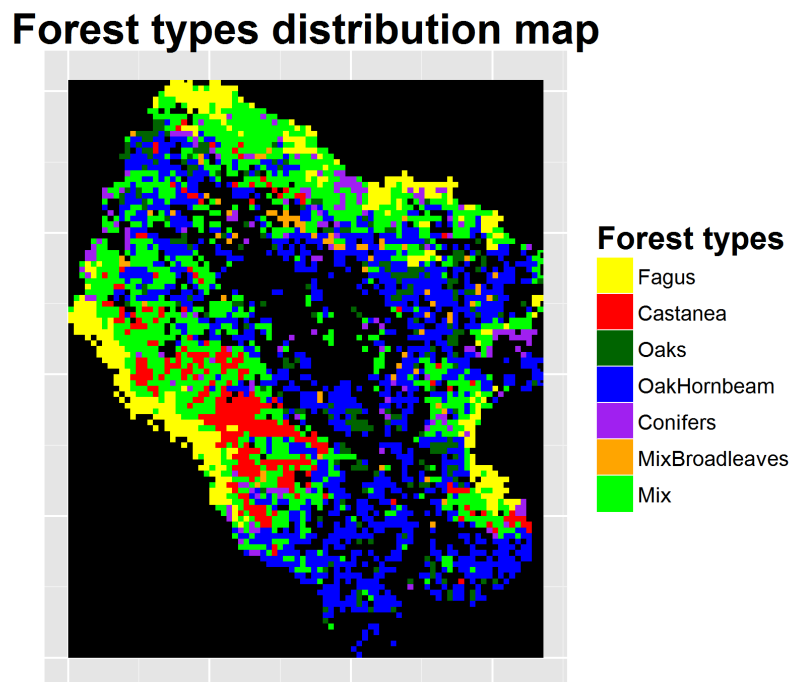 Forest types distribution map
Forest types
Fagus
Castanea
Oaks
OakHornbeam
Conifers
MixBroadleaves
Mix